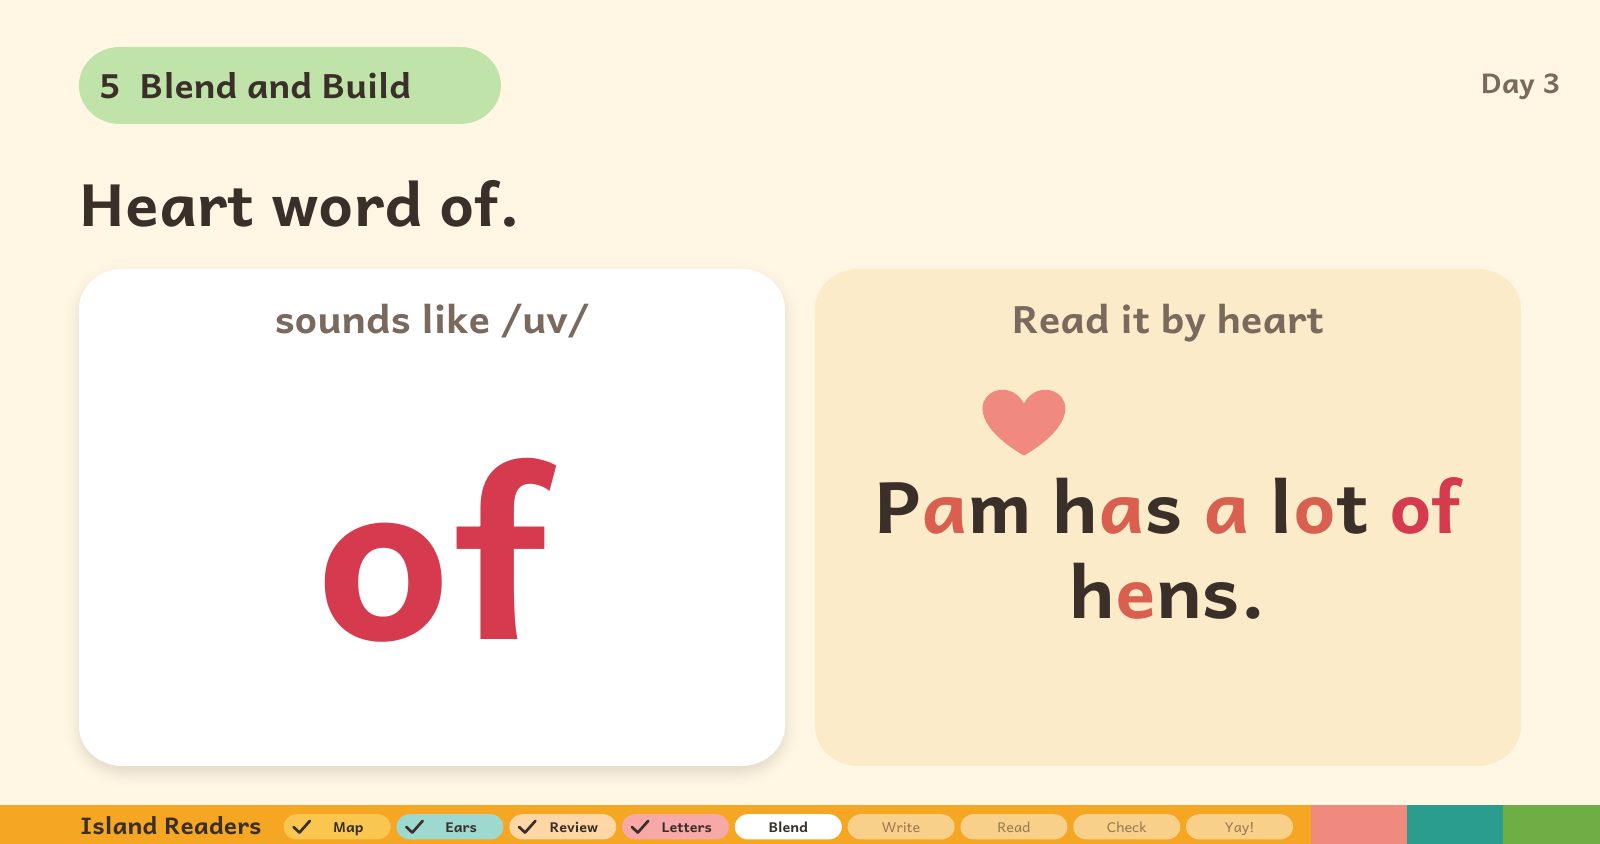 5 Blend and Build
Day 3
Heart word of.
sounds like /uv/
of
Read it by heart
Pam has a lot of
hens.
Island Readers
Map
Ears
Review
Letters
Blend
Write
Read
Check
Yay!